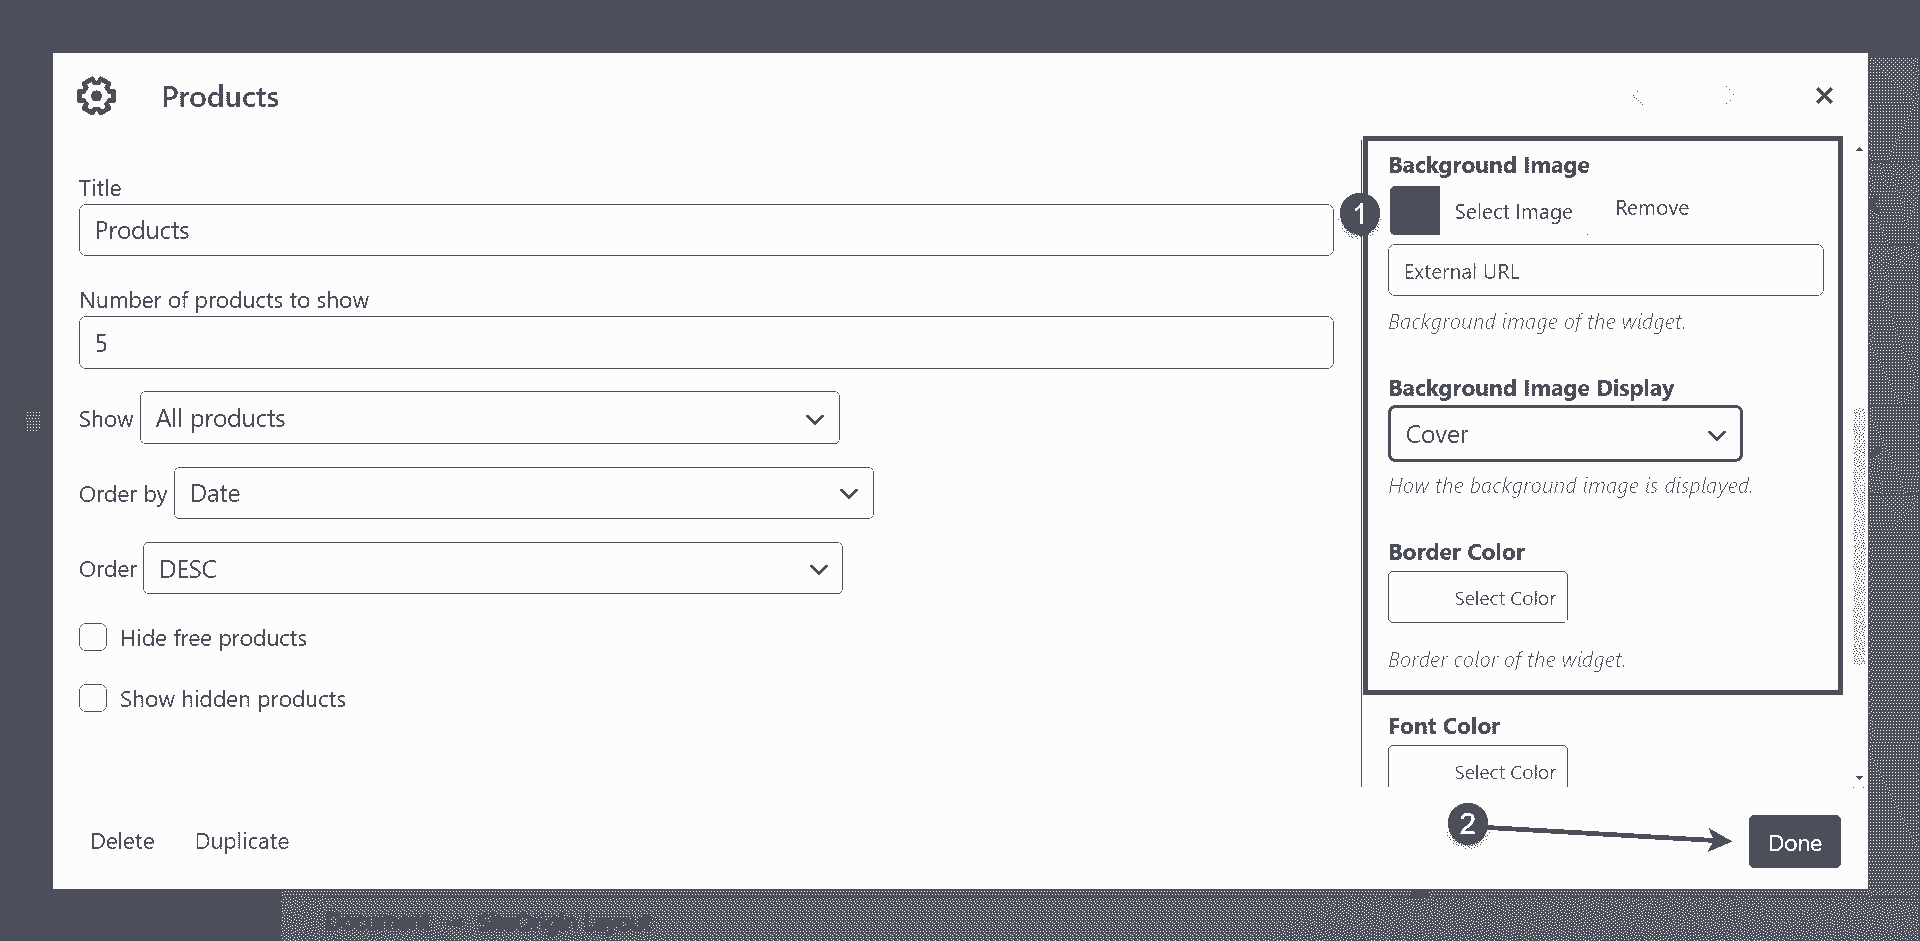 Products
Title
Products
Number of products to show
5
Show All products
Order by Date
Order DESC
Hide free products
Show hidden products
Delete Duplicate
1
Background Image
Select Image Remove
External URL
Background image of the widget.
Background Image Display
Cover
How the background image is displayed.
Border Color
Select Color
Border color of the widget.
Font Color
Select Color
2
Done
Document → SiteOrigin Layout